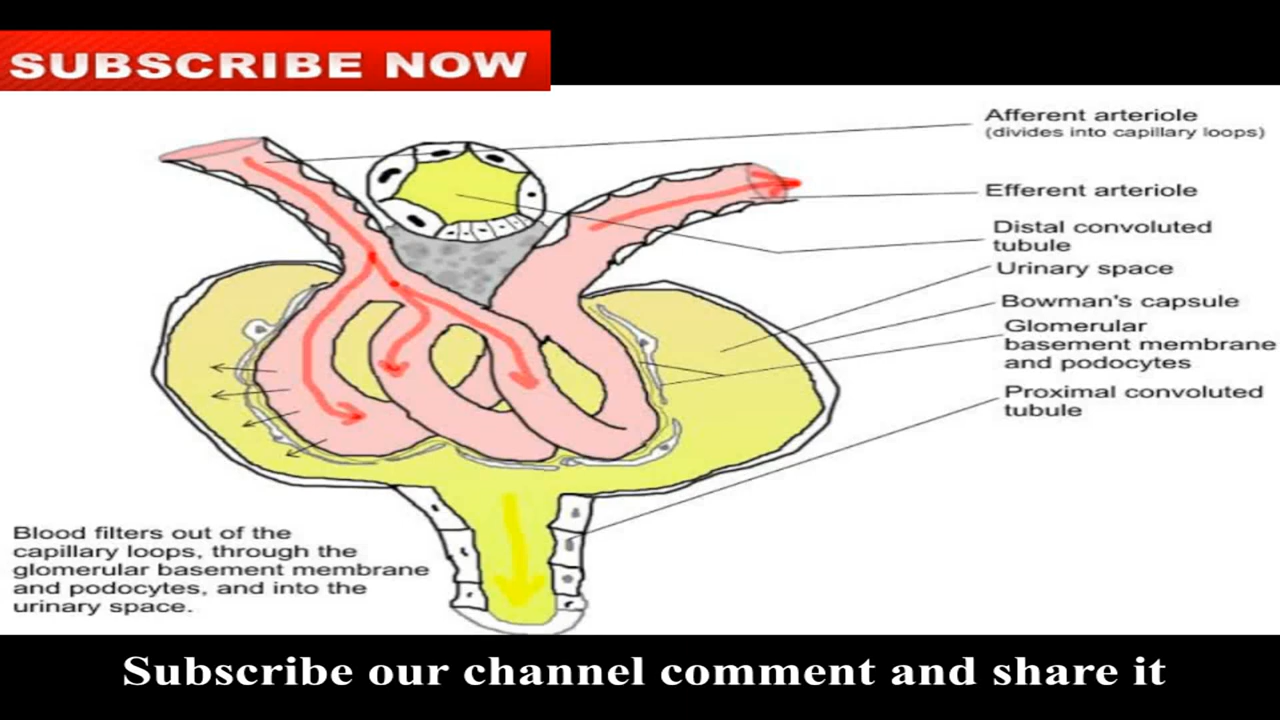 SUBSCRIBE NOW
Afferent arteriole
(divides into capillary loops)
Efferent arteriole
Distal convoluted
tubule
Urinary space
Bowman's capsule
Glomerular
basement membrane
and podocytes
Proximal convoluted
tubule
Blood filters out of the
capillary loops, through the
glomerular basement membrane
and podocytes, and into the
urinary space.
Subscribe our channel comment and share it